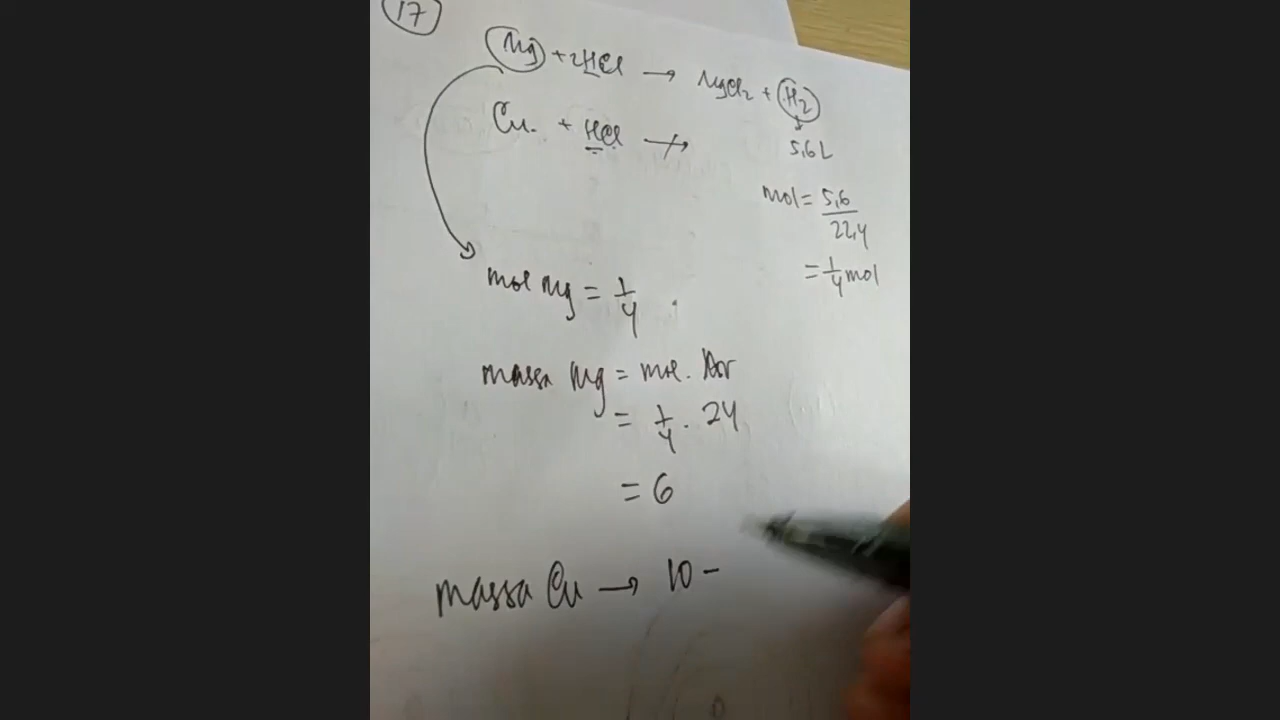 17
Mg + 2HCl → MgCl2 + H2
5,6 L
Cu + HCl ↛
mol = 5,6/22,4
= 1/4 mol
mol Mg = 1/4
massa Mg = mol . Ar
= 1/4 . 24
= 6
massa Cu → 10 -